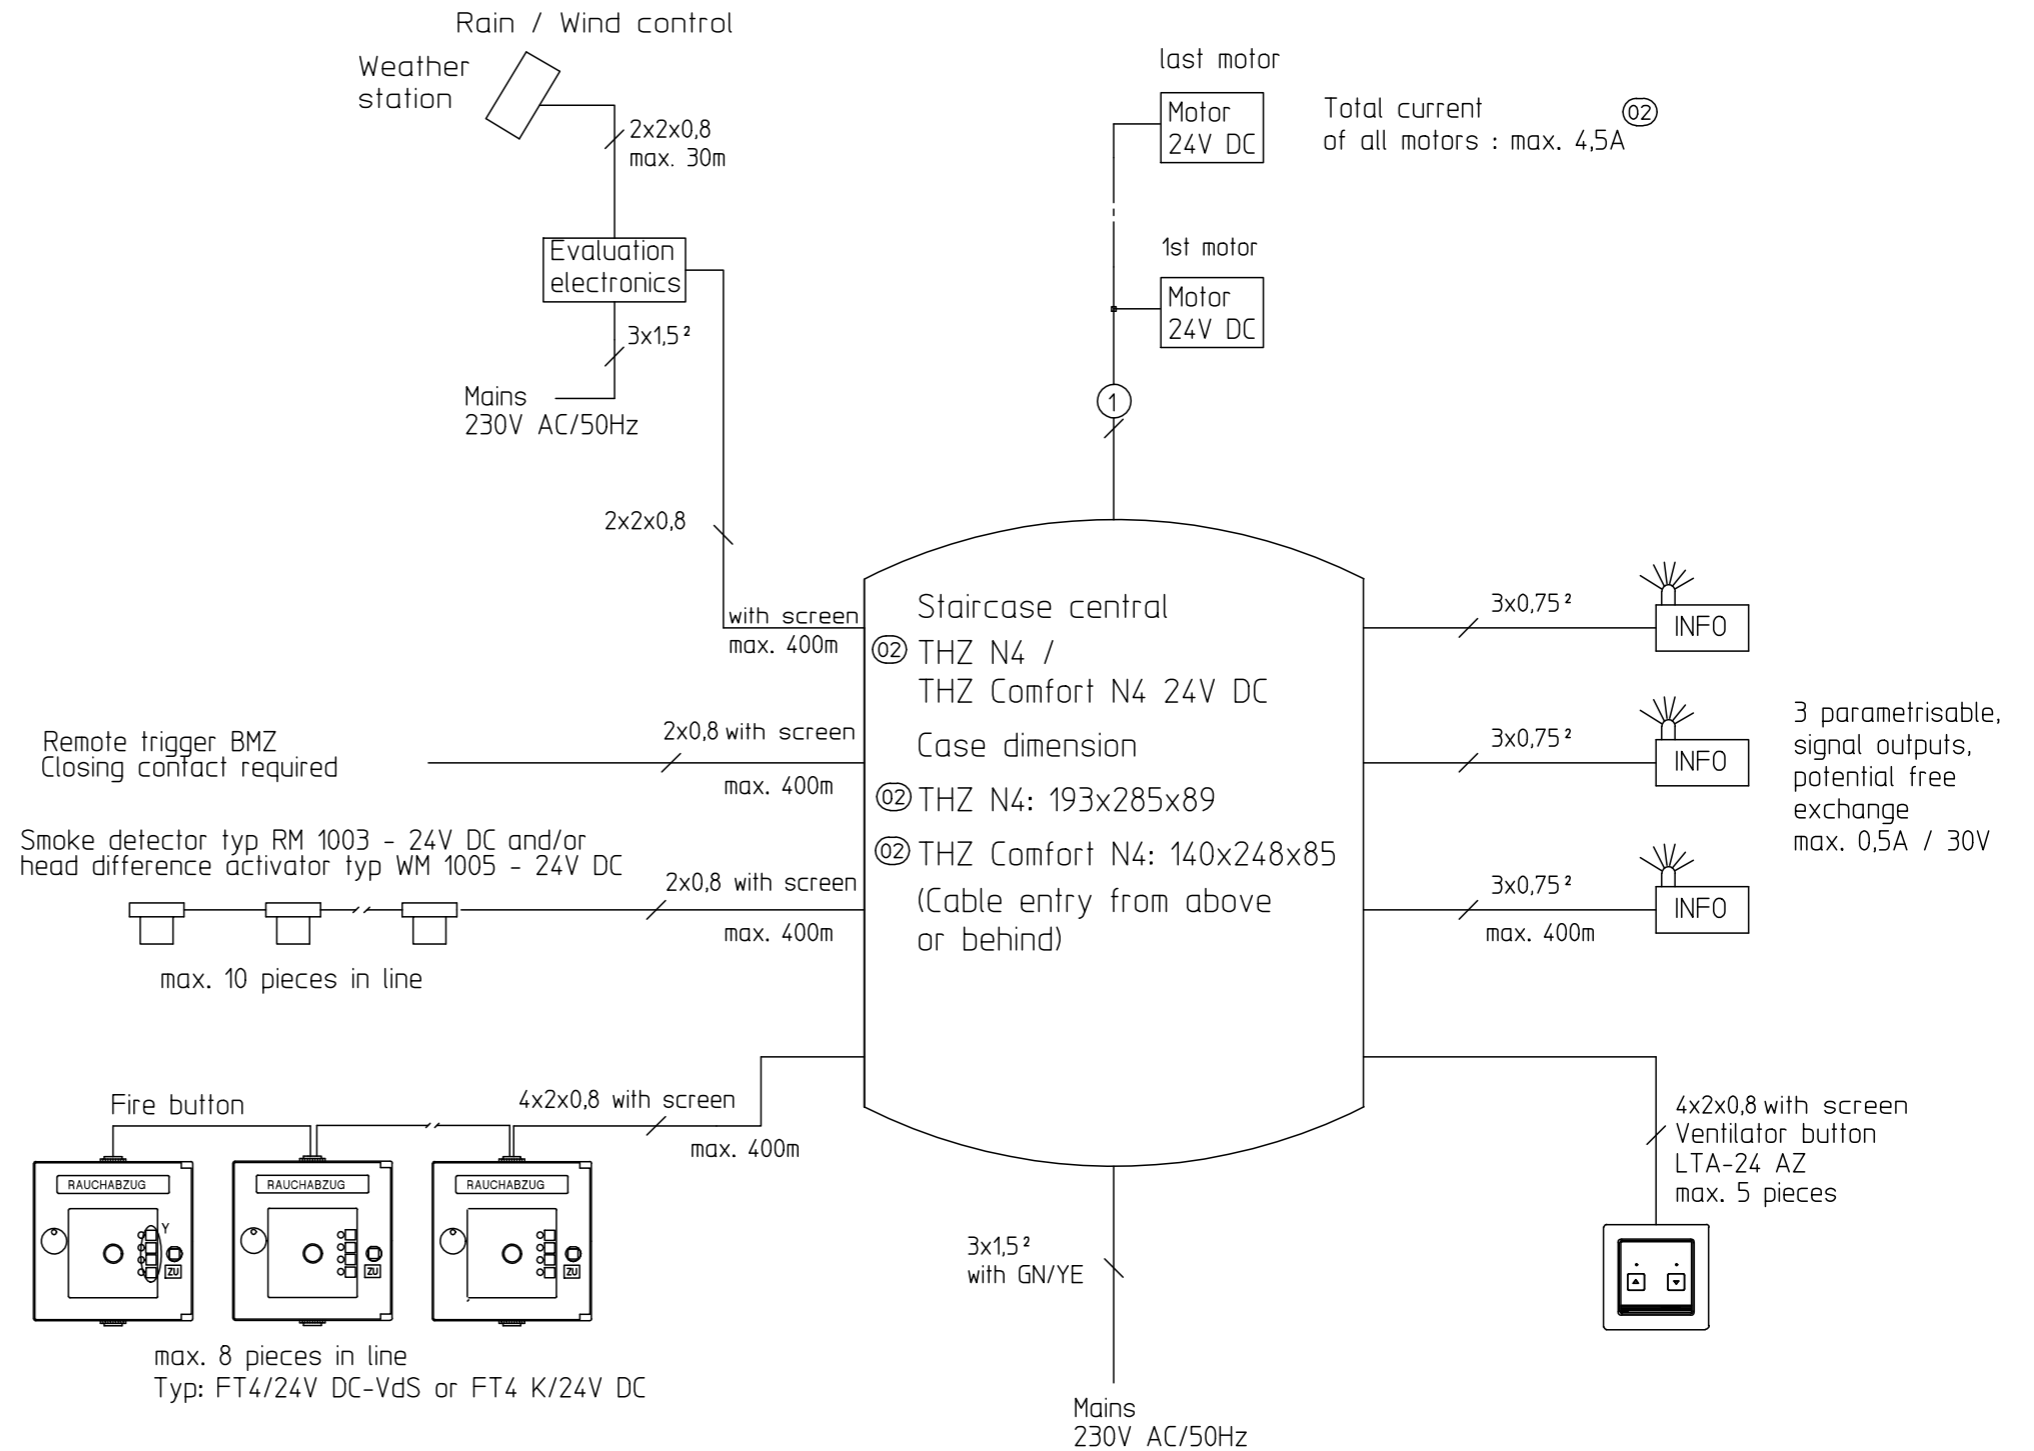 Rain / Wind control
Weather
station
2x2x0,8
max. 30m
Evaluation
electronics
3x1,5²
Mains
230V AC/50Hz
2x2x0,8
with screen
max. 400m
last motor
Motor
24V DC
Total current
of all motors : max. 4,5A
02
1st motor
Motor
24V DC
1
Staircase central
02 THZ N4 /
THZ Comfort N4 24V DC
Case dimension
02 THZ N4: 193x285x89
02 THZ Comfort N4: 140x248x85
(Cable entry from above
or behind)
Remote trigger BMZ
Closing contact required
2x0,8 with screen
max. 400m
Smoke detector typ RM 1003 - 24V DC and/or
head difference activator typ WM 1005 - 24V DC
2x0,8 with screen
max. 400m
max. 10 pieces in line
Fire button
4x2x0,8 with screen
max. 400m
RAUCHABZUG
Y
ZU
RAUCHABZUG
ZU
RAUCHABZUG
ZU
max. 8 pieces in line
Typ: FT4/24V DC-VdS or FT4 K/24V DC
3x1,5²
with GN/YE
Mains
230V AC/50Hz
3x0,75²
INFO
3x0,75²
INFO
3x0,75²
max. 400m
INFO
3 parametrisable,
signal outputs,
potential free
exchange
max. 0,5A / 30V
4x2x0,8 with screen
Ventilator button
LTA-24 AZ
max. 5 pieces